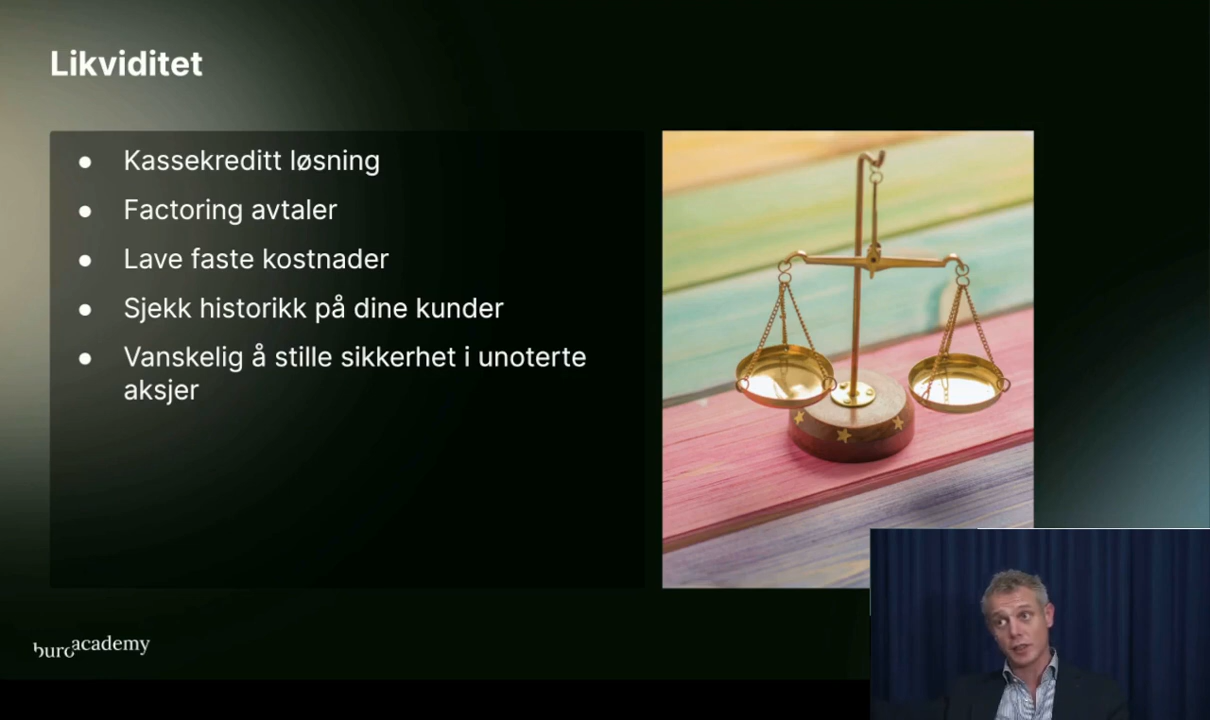 Likviditet
● Kassekreditt løsning
● Factoring avtaler
● Lave faste kostnader
● Sjekk historikk på dine kunder
● Vanskelig å stille sikkerhet i unoterte
aksjer
buroacademy